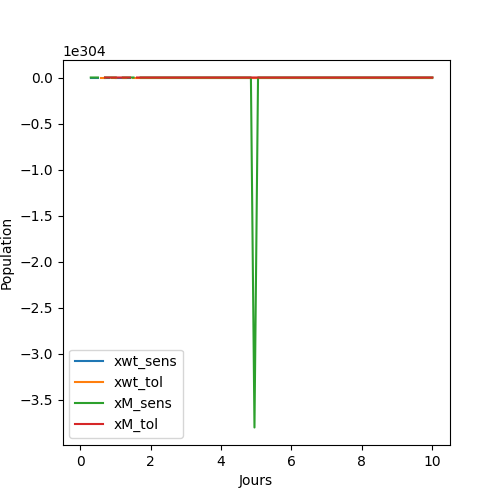 1e304
0.0
−0.5
−1.0
−1.5
−2.0
−2.5
−3.0
−3.5
Population
xwt_sens
xwt_tol
xM_sens
xM_tol
0 2 4 6 8 10
Jours